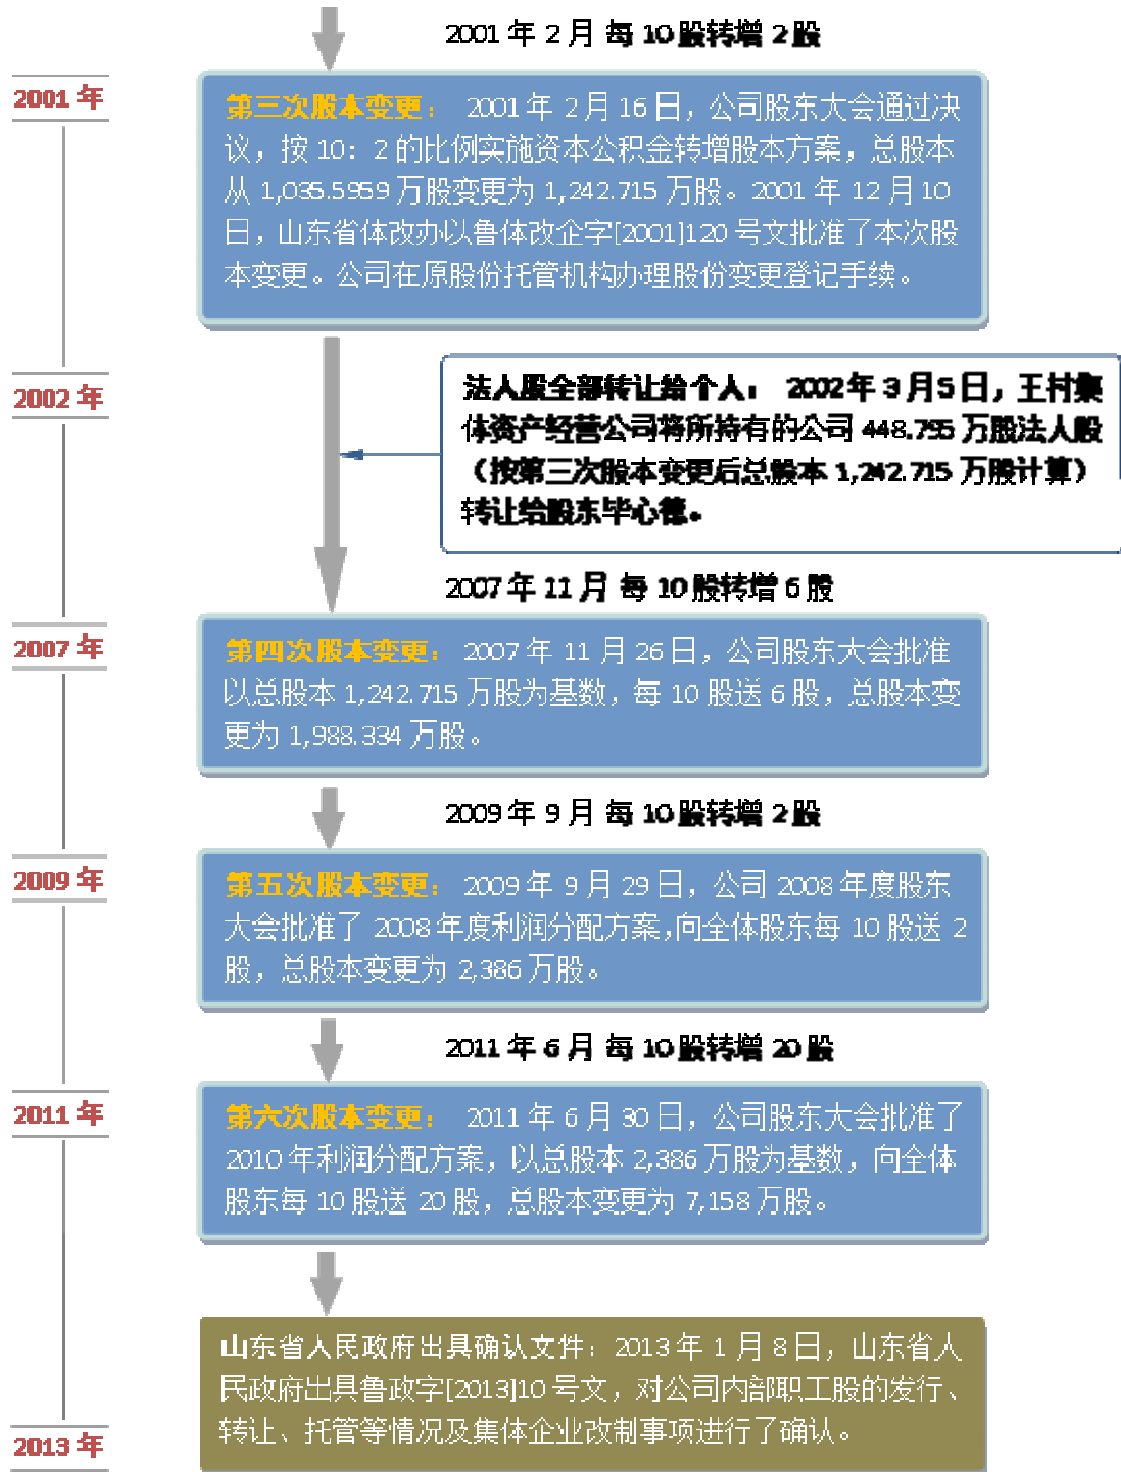 2001 年 2 月 每 10 股转增 2 股
2001 年
第三次股本变更： 2001 年 2 月 16 日，公司股东大会通过决
议，按 10：2 的比例实施资本公积金转增股本方案，总股本
从 1,035.5959 万股变更为 1,242.715 万股。2001 年 12 月 10
日，山东省体改办以鲁体改企字[2001]120 号文批准了本次股
本变更。公司在原股份托管机构办理股份变更登记手续。
2002 年
法人股全部转让给个人： 2002 年 3 月 5 日，王村集
体资产经营公司将所持有的公司 448.795 万股法人股
（按第三次股本变更后总股本 1,242.715 万股计算）
转让给股东毕心德。
2007 年 11 月 每 10 股转增 6 股
2007 年
第四次股本变更： 2007 年 11 月 26 日，公司股东大会批准
以总股本 1,242.715 万股为基数，每 10 股送 6 股，总股本变
更为 1,988.334 万股。
2009 年 9 月 每 10 股转增 2 股
2009 年
第五次股本变更： 2009 年 9 月 29 日，公司 2008 年度股东
大会批准了 2008 年度利润分配方案,向全体股东每 10 股送 2
股，总股本变更为 2,386 万股。
2011 年 6 月 每 10 股转增 20 股
2011 年
第六次股本变更： 2011 年 6 月 30 日，公司股东大会批准了
2010 年利润分配方案，以总股本 2,386 万股为基数，向全体
股东每 10 股送 20 股，总股本变更为 7,158 万股。
山东省人民政府出具确认文件：2013 年 1 月 8 日，山东省人
民政府出具鲁政字[2013]10 号文，对公司内部职工股的发行、
转让、托管等情况及集体企业改制事项进行了确认。
2013 年